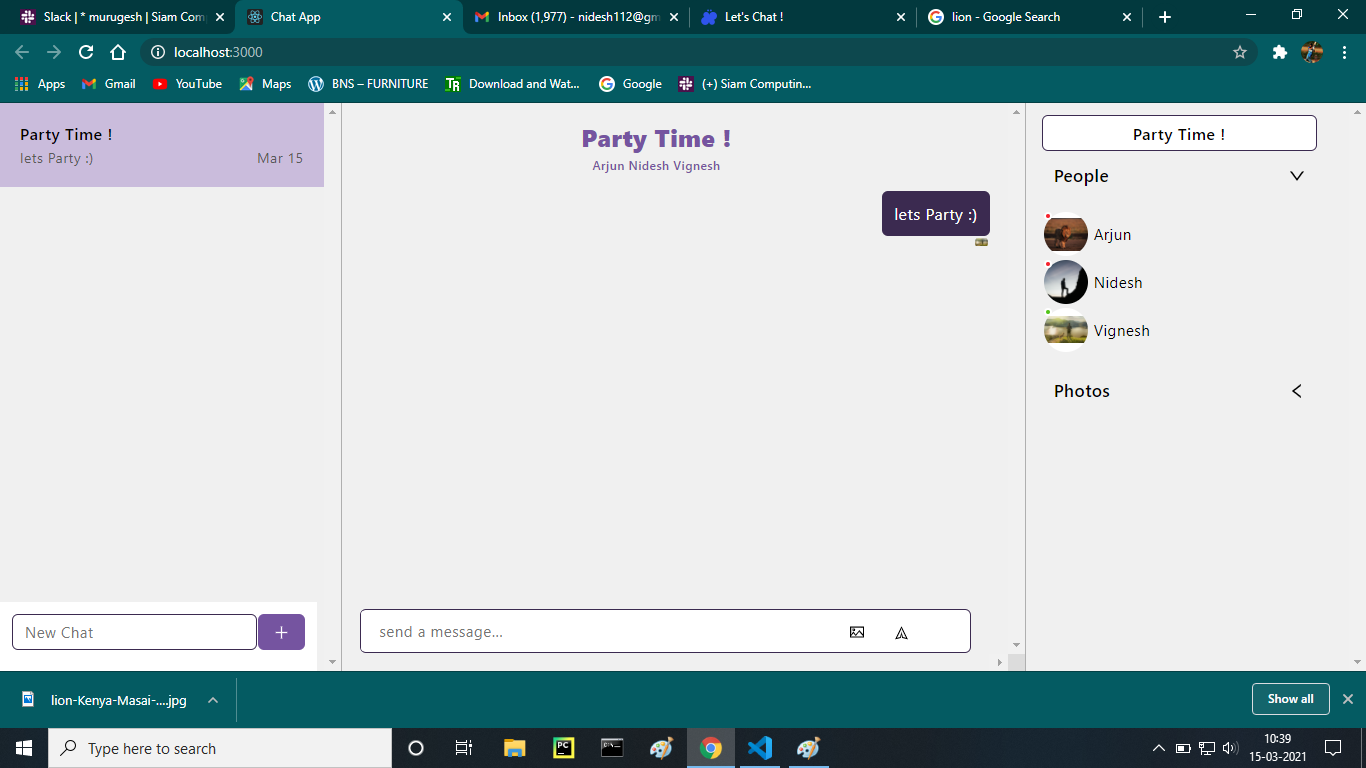 Slack | * murugesh | Siam Com
Chat App
Inbox (1,977) - nidesh112@gm
Let's Chat !
lion - Google Search
localhost:3000
Apps
Gmail
YouTube
Maps
BNS – FURNITURE
Download and Wat...
Google
(+) Siam Computin...
Party Time !
lets Party :)
Mar 15
New Chat
+
Party Time !
Arjun Nidesh Vignesh
lets Party :)
send a message...
Party Time !
People
Arjun
Nidesh
Vignesh
Photos
lion-Kenya-Masai-....jpg
Show all
Type here to search
10:39
15-03-2021